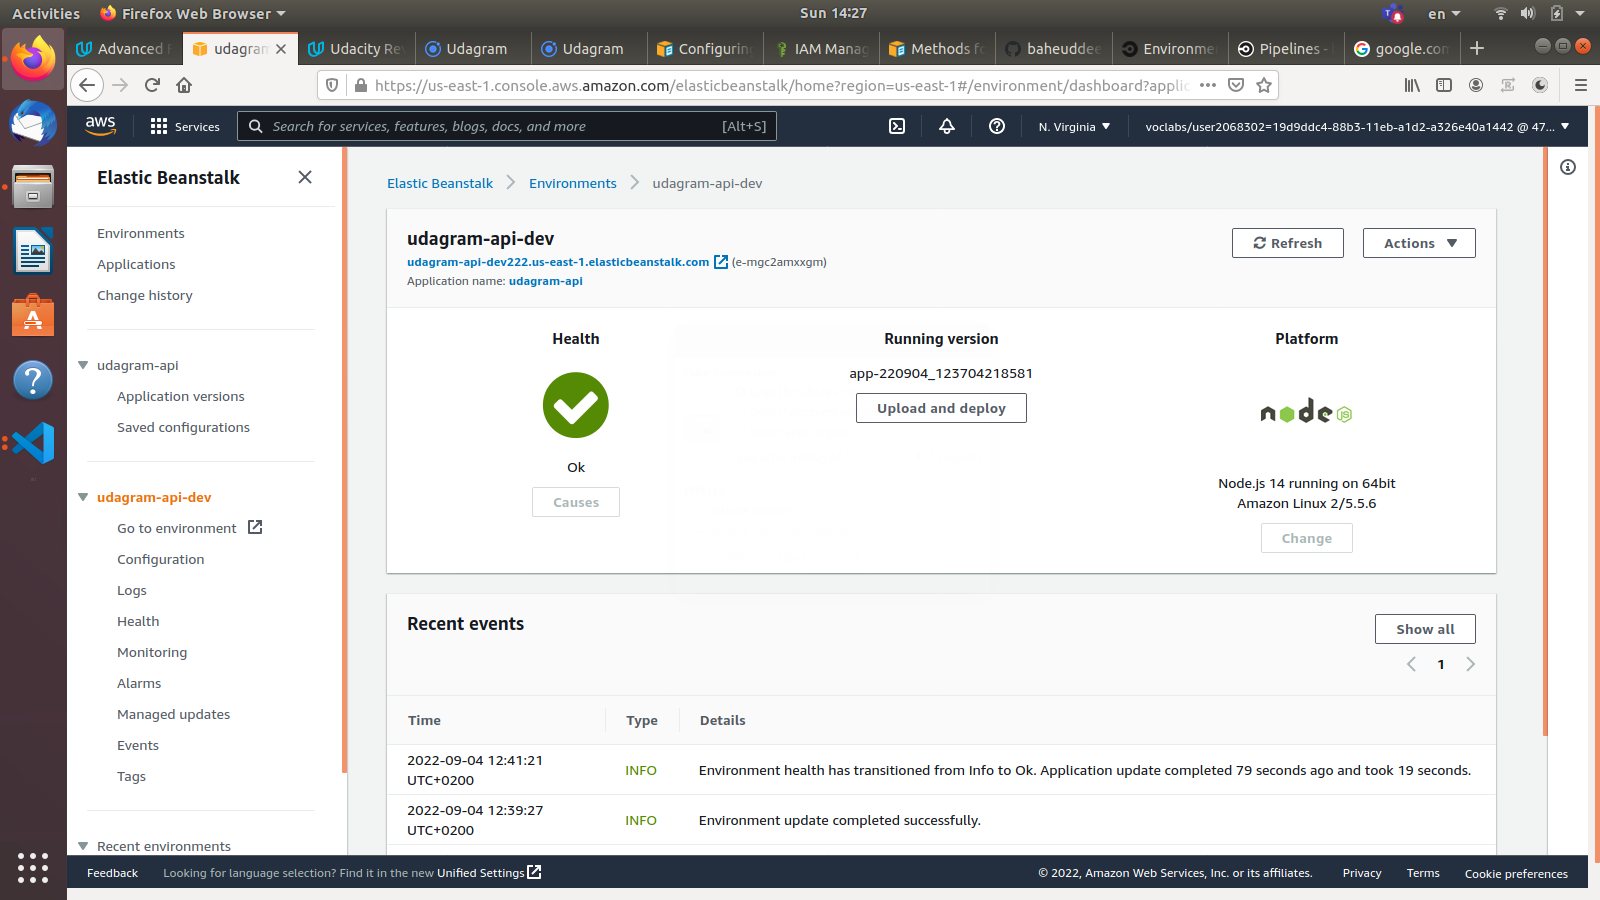 Activities
Firefox Web Browser
Sun 14:27
en
Advanced
udagram
Udacity Re
Udagram
Udagram
Configurin
IAM Manag
Methods fo
baheuddee
Environme
Pipelines -
google.com
https://us-east-1.console.aws.amazon.com/elasticbeanstalk/home?region=us-east-1#/environment/dashboard?applic
aws
Services
Search for services, features, blogs, docs, and more
[Alt+S]
N. Virginia
voclabs/user2068302=19d9ddc4-88b3-11eb-a1d2-a326e40a1442 @ 47...
Elastic Beanstalk
Environments
Applications
Change history
udagram-api
Application versions
Saved configurations
udagram-api-dev
Go to environment
Configuration
Logs
Health
Monitoring
Alarms
Managed updates
Events
Tags
Recent environments
Elastic Beanstalk
Environments
udagram-api-dev
udagram-api-dev
udagram-api-dev222.us-east-1.elasticbeanstalk.com (e-mgc2amxxgm)
Application name: udagram-api
Refresh
Actions
Health
Ok
Causes
Running version
app-220904_123704218581
Upload and deploy
Platform
node JS
Node.js 14 running on 64bit
Amazon Linux 2/5.5.6
Change
Recent events
Show all
1
Time
Type
Details
2022-09-04 12:41:21
UTC+0200
INFO
Environment health has transitioned from Info to Ok. Application update completed 79 seconds ago and took 19 seconds.
2022-09-04 12:39:27
UTC+0200
INFO
Environment update completed successfully.
Feedback
Looking for language selection? Find it in the new Unified Settings
© 2022, Amazon Web Services, Inc. or its affiliates.
Privacy
Terms
Cookie preferences